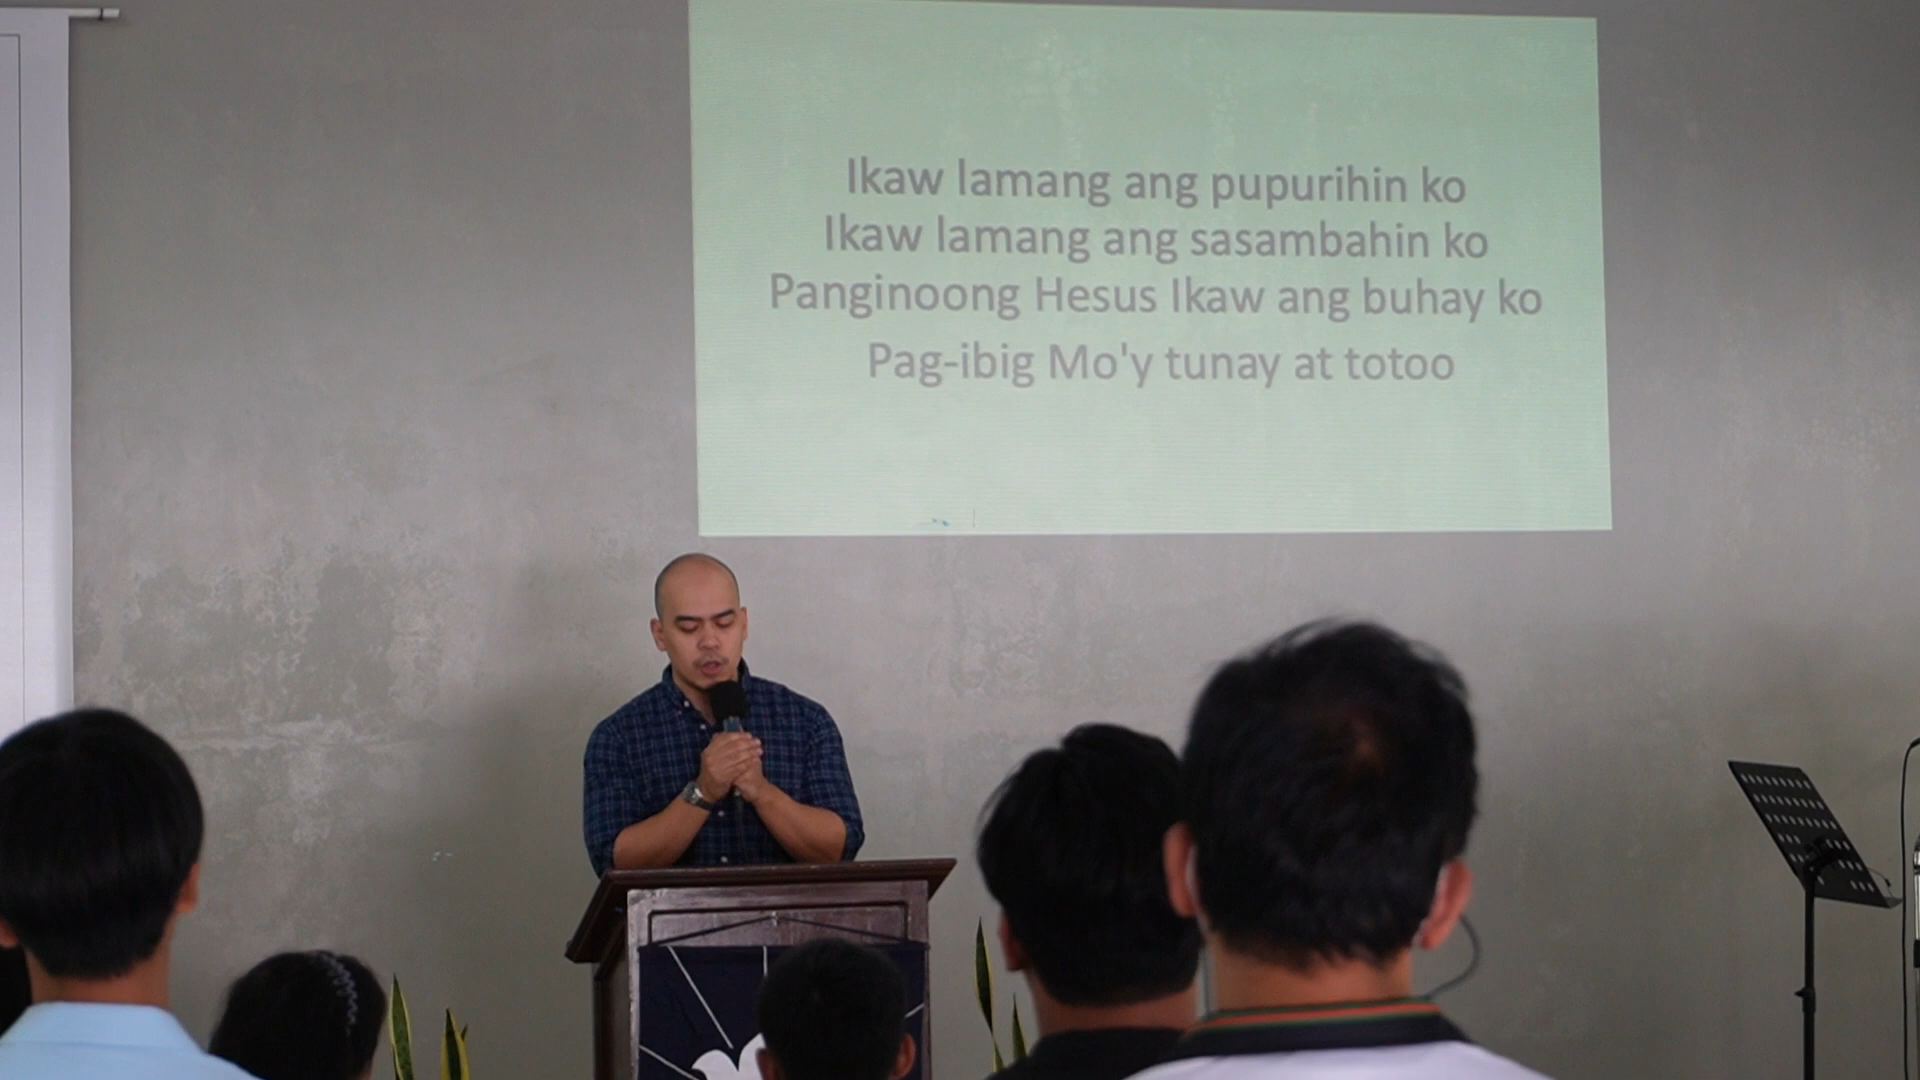 Ikaw lamang ang pupurihin ko
Ikaw lamang ang sasambahin ko
Panginoong Hesus Ikaw ang buhay ko
Pag-ibig Mo'y tunay at totoo